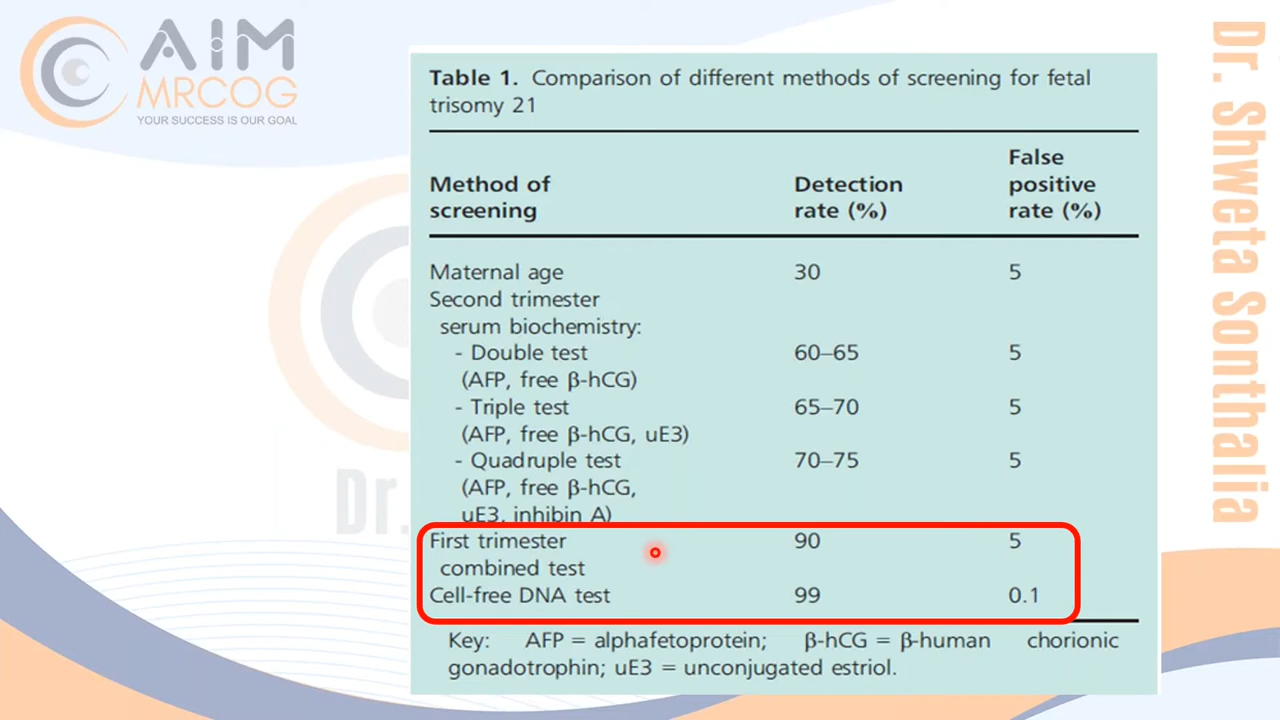 AIM
MRCOG
YOUR SUCCESS IS OUR GOAL
Table 1. Comparison of different methods of screening for fetal
trisomy 21
Method of screening Detection rate (%) False positive rate (%)
Maternal age 30 5
Second trimester
serum biochemistry:
- Double test 60–65 5
(AFP, free β-hCG)
- Triple test 65–70 5
(AFP, free β-hCG, uE3)
- Quadruple test 70–75 5
(AFP, free β-hCG,
uE3, inhibin A)
First trimester 90 5
combined test
Cell-free DNA test 99 0.1
Key: AFP = alphafetoprotein; β-hCG = β-human chorionic
gonadotrophin; uE3 = unconjugated estriol.
Dr. Shweta Sonthalia
Dr.